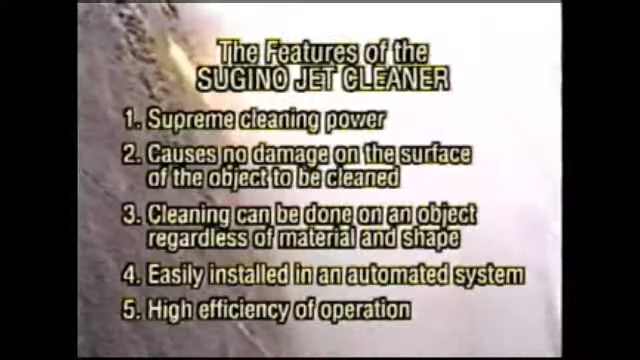 The Features of the
SUGINO JET CLEANER
1. Supreme cleaning power
2. Causes no damage on the surface
of the object to be cleaned
3. Cleaning can be done on an object
regardless of material and shape
4. Easily installed in an automated system
5. High efficiency of operation